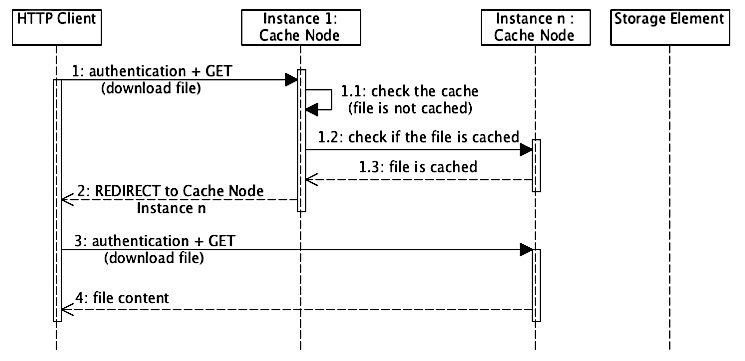 HTTP Client
Instance 1:
Cache Node
Instance n :
Cache Node
Storage Element
1: authentication + GET
(download file)
1.1: check the cache
(file is not cached)
1.2: check if the file is cached
1.3: file is cached
2: REDIRECT to Cache Node
Instance n
3: authentication + GET
(download file)
4: file content